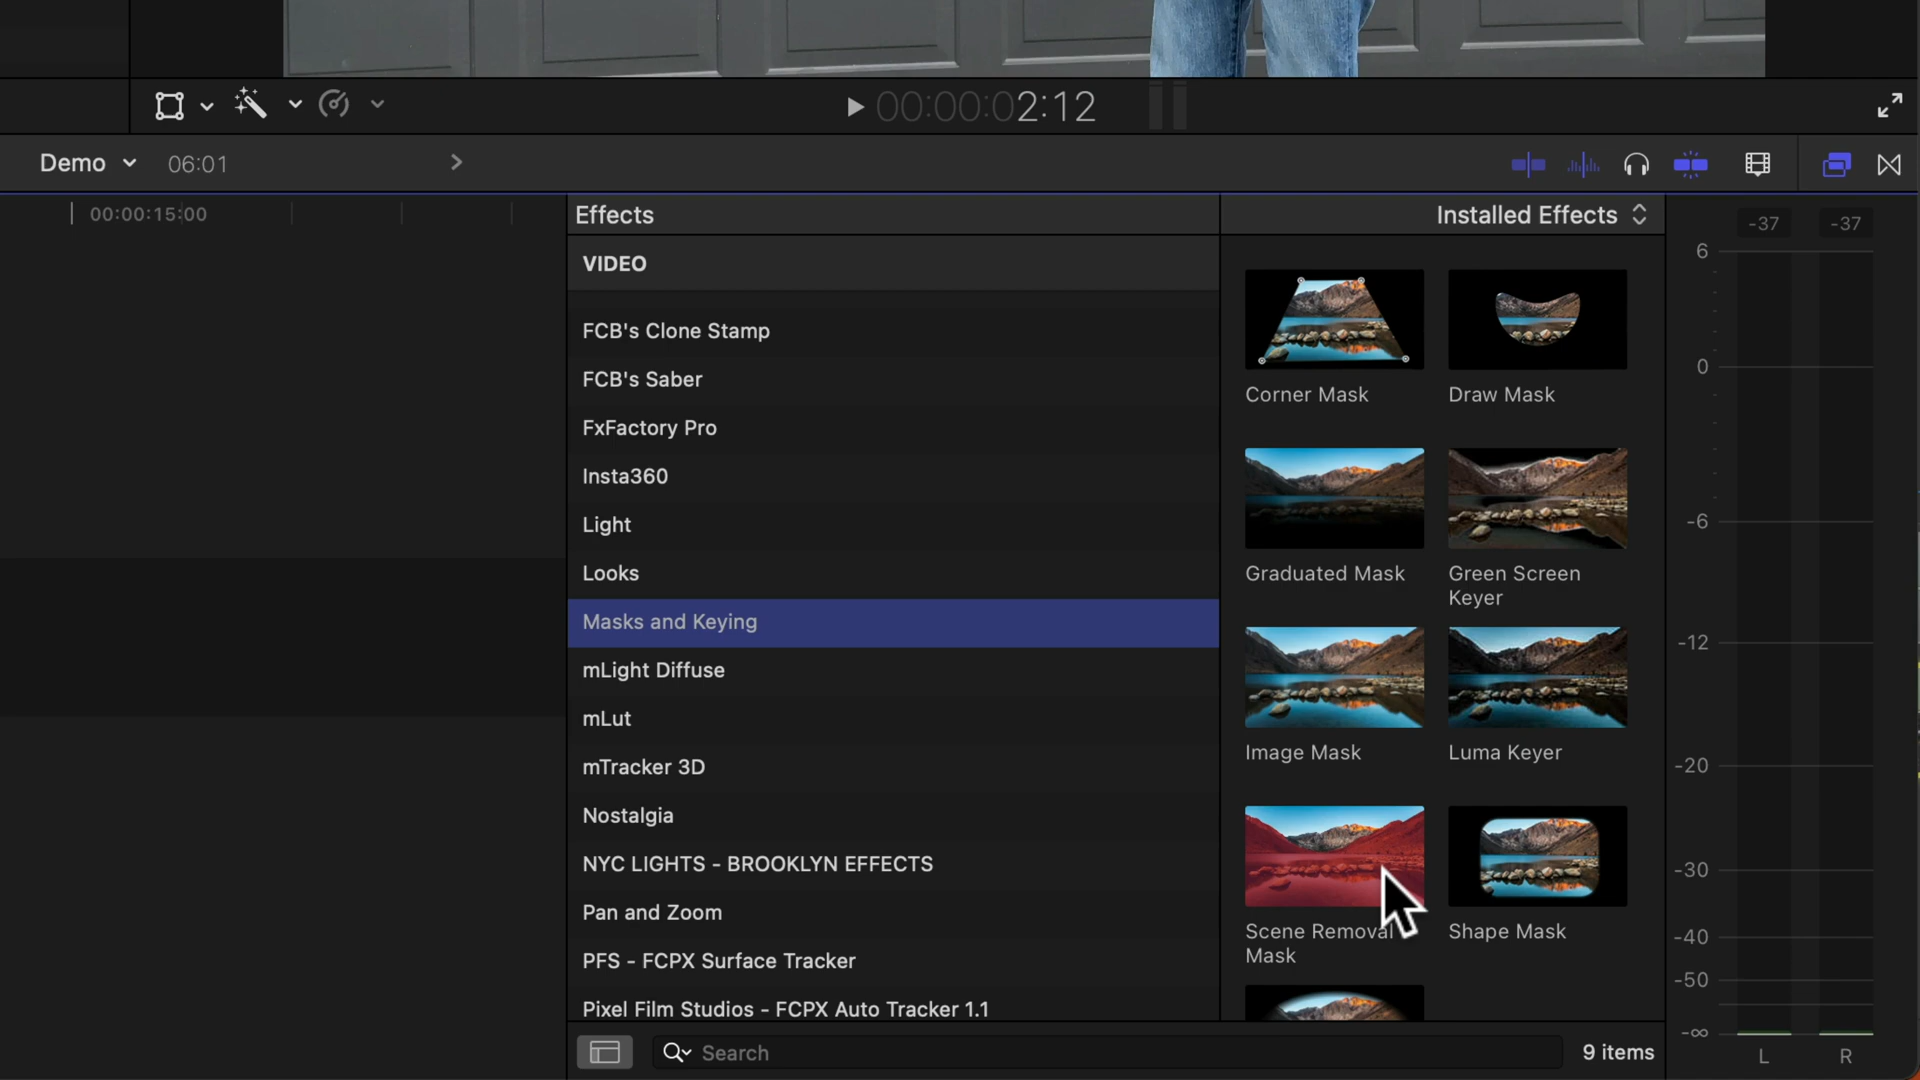 00:00:02:12
Demo
06:01
00:00:15:00
Effects
Installed Effects
VIDEO
FCB's Clone Stamp
FCB's Saber
FxFactory Pro
Insta360
Light
Looks
Masks and Keying
mLight Diffuse
mLut
mTracker 3D
Nostalgia
NYC LIGHTS - BROOKLYN EFFECTS
Pan and Zoom
PFS - FCPX Surface Tracker
Pixel Film Studios - FCPX Auto Tracker 1.1
Search
Corner Mask
Draw Mask
Graduated Mask
Green Screen
Keyer
Image Mask
Luma Keyer
Scene Removal
Mask
Shape Mask
9 items
-37
-37
6
0
-6
-12
-20
-30
-40
-50
-∞
L
R